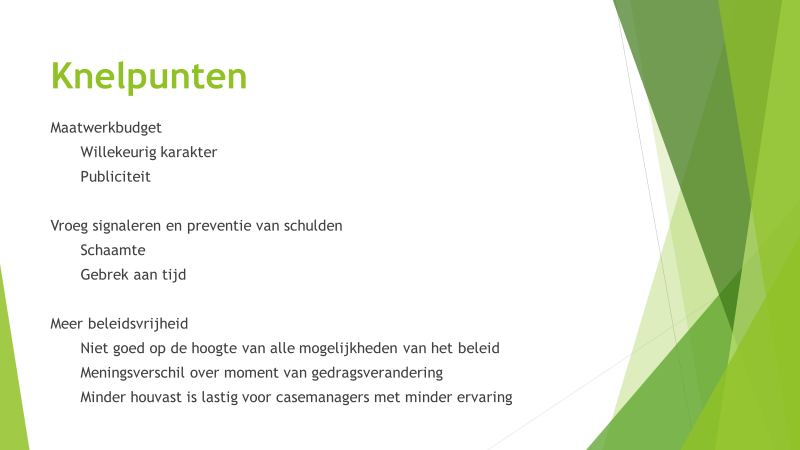 Knelpunten
Maatwerkbudget
Willekeurig karakter
Publiciteit
Vroeg signaleren en preventie van schulden
Schaamte
Gebrek aan tijd
Meer beleidsvrijheid
Niet goed op de hoogte van alle mogelijkheden van het beleid
Meningsverschil over moment van gedragsverandering
Minder houvast is lastig voor casemanagers met minder ervaring